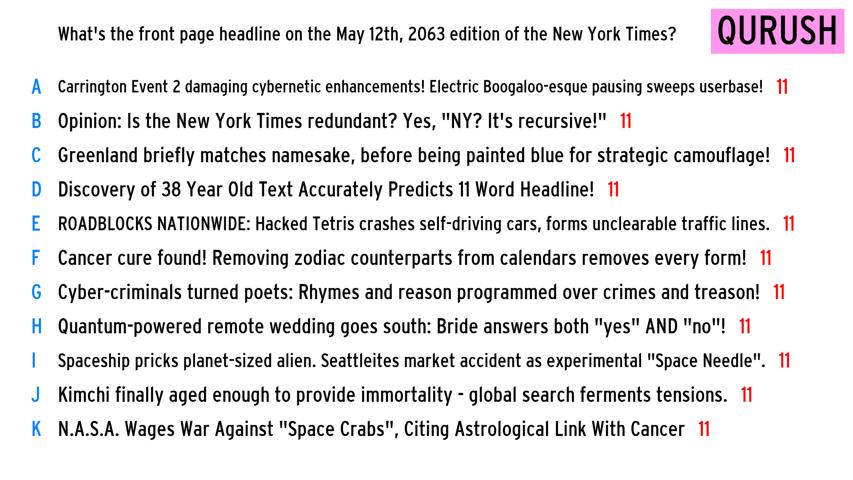 What's the front page headline on the May 12th, 2063 edition of the New York Times? QURUSH
A Carrington Event 2 damaging cybernetic enhancements! Electric Boogaloo-esque pausing sweeps userbase! 11
B Opinion: Is the New York Times redundant? Yes, "NY? It's recursive!" 11
C Greenland briefly matches namesake, before being painted blue for strategic camouflage! 11
D Discovery of 38 Year Old Text Accurately Predicts 11 Word Headline! 11
E ROADBLOCKS NATIONWIDE: Hacked Tetris crashes self-driving cars, forms unclearable traffic lines. 11
F Cancer cure found! Removing zodiac counterparts from calendars removes every form! 11
G Cyber-criminals turned poets: Rhymes and reason programmed over crimes and treason! 11
H Quantum-powered remote wedding goes south: Bride answers both "yes" AND "no"! 11
I Spaceship pricks planet-sized alien. Seattleites market accident as experimental "Space Needle". 11
J Kimchi finally aged enough to provide immortality - global search ferments tensions. 11
K N.A.S.A. Wages War Against "Space Crabs", Citing Astrological Link With Cancer 11